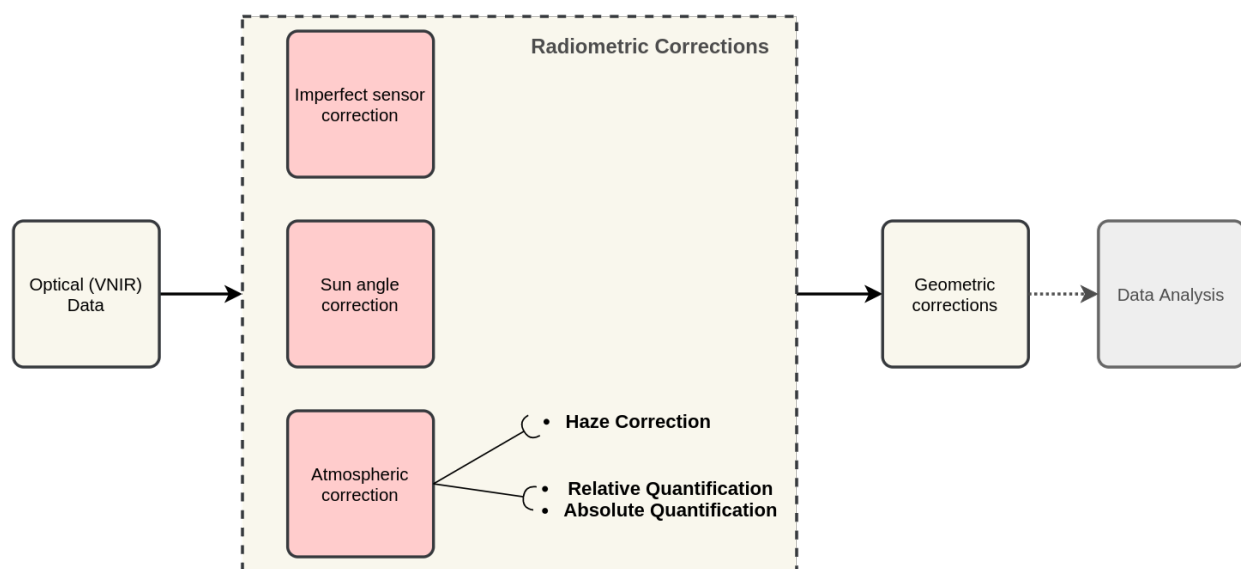 Radiometric Corrections
Imperfect sensor
correction
Optical (VNIR)
Data
Sun angle
correction
Geometric
corrections
Data Analysis
Atmospheric
correction
• Haze Correction
• Relative Quantification
• Absolute Quantification